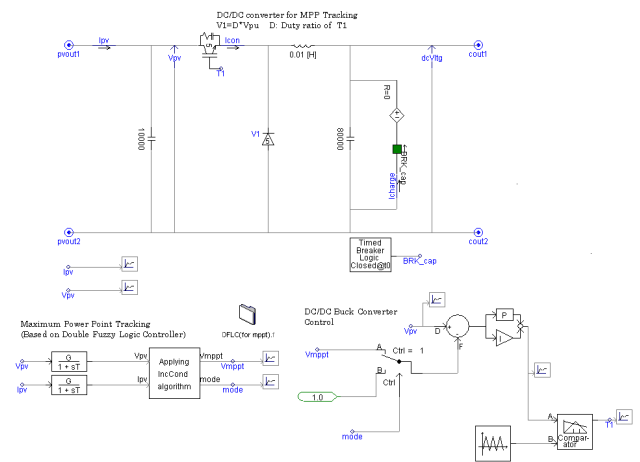 DC/DC converter for MPP Tracking
V1=D*Vpu D: Duty ratio of T1
pvout1
Ipv
Vpv
5
T1
Icon
0.01 [H]
dcVltg
cout1
R=0
10000
V1
80000
BRK_cap
Icharge
pvout2
cout2
Timed
Breaker
Logic
Closed@t0
BRK_cap
Ipv
Vpv
Maximum Power Point Tracking
(Based on Double Fuzzy Logic Controller)
DFLC(for mppt).f
Vpv
G
1 + sT
Vpv
Ipv
G
1 + sT
Ipv
Applying
IncCond
algorithm
Vmppt
Vmppt
mode
mode
DC/DC Buck Converter
Control
Vpv
D
+
-
F
P
I
Vmppt
A
B
Ctrl = 1
Ctrl
1.0
mode
A
B
Compar-
ator
T1